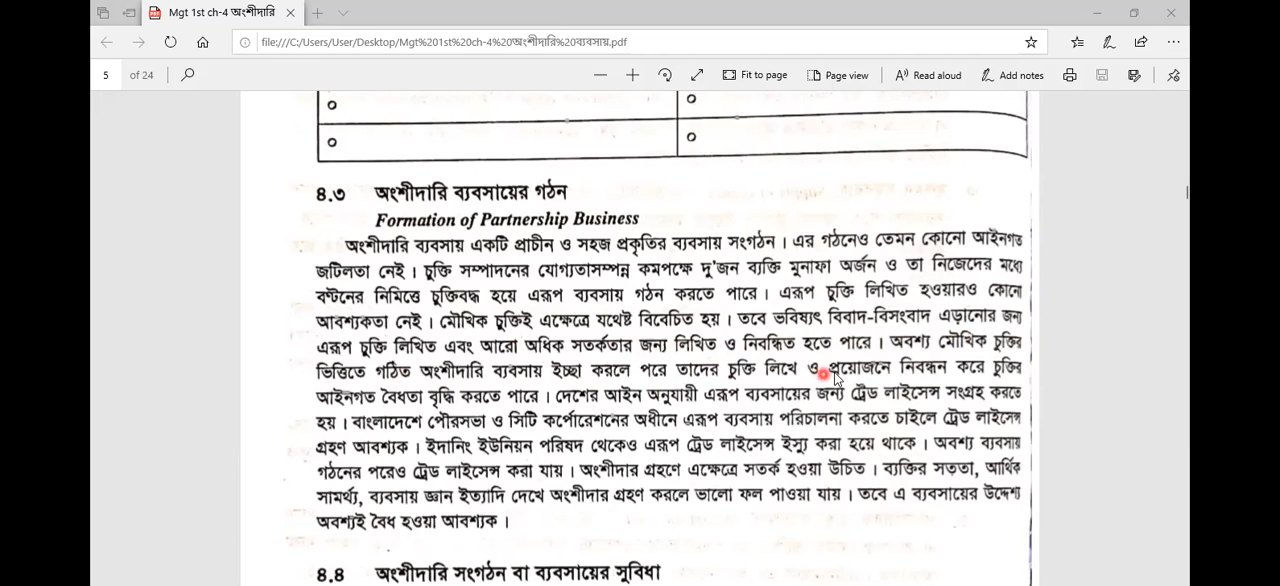 Mgt 1st ch-4 অংশীদারি
file:///C:/Users/User/Desktop/Mgt%201st%20ch-4%20অংশীদারি%20ব্যবসায়.pdf
5 of 24 Fit to page Page view Read aloud Add notes
৪.৩ অংশীদারি ব্যবসায়ের গঠন
Formation of Partnership Business
অংশীদারি ব্যবসায় একটি প্রাচীন ও সহজ প্রকৃতির ব্যবসায় সংগঠন। এর গঠনেও তেমন কোনো আইনগত
জটিলতা নেই। চুক্তি সম্পাদনের যোগ্যতাসম্পন্ন কমপক্ষে দু'জন ব্যক্তি মুনাফা অর্জন ও তা নিজেদের মধ্যে
বণ্টনের নিমিত্তে চুক্তিবদ্ধ হয়ে এরূপ ব্যবসায় গঠন করতে পারে। এরূপ চুক্তি লিখিত হওয়ারও কোনো
আবশ্যকতা নেই। মৌখিক চুক্তিই এক্ষেত্রে যথেষ্ট বিবেচিত হয়। তবে ভবিষ্যৎ বিবাদ-বিসংবাদ এড়ানোর জন্য
এরূপ চুক্তি লিখিত এবং আরো অধিক সতর্কতার জন্য লিখিত ও নিবন্ধিত হতে পারে। অবশ্য মৌখিক চুক্তির
ভিত্তিতে গঠিত অংশীদারি ব্যবসায় ইচ্ছা করলে পরে তাদের চুক্তি লিখে ও প্রয়োজনে নিবন্ধন করে চুক্তির
আইনগত বৈধতা বৃদ্ধি করতে পারে। দেশের আইন অনুযায়ী এরূপ ব্যবসায়ের জন্য ট্রেড লাইসেন্স সংগ্রহ করতে
হয়। বাংলাদেশে পৌরসভা ও সিটি কর্পোরেশনের অধীনে এরূপ ব্যবসায় পরিচালনা করতে চাইলে ট্রেড লাইসেন্স
গ্রহণ আবশ্যক। ইদানিং ইউনিয়ন পরিষদ থেকেও এরূপ ট্রেড লাইসেন্স ইস্যু করা হয়ে থাকে। অবশ্য ব্যবসায়
গঠনের পরেও ট্রেড লাইসেন্স করা যায়। অংশীদার গ্রহণে এক্ষেত্রে সতর্ক হওয়া উচিত। ব্যক্তির সততা, আর্থিক
সামর্থ্য, ব্যবসায় জ্ঞান ইত্যাদি দেখে অংশীদার গ্রহণ করলে ভালো ফল পাওয়া যায়। তবে এ ব্যবসায়ের উদ্দেশ্য
অবশ্যই বৈধ হওয়া আবশ্যক।
৪.৪ অংশীদারি সংগঠন বা ব্যবসায়ের সুবিধা